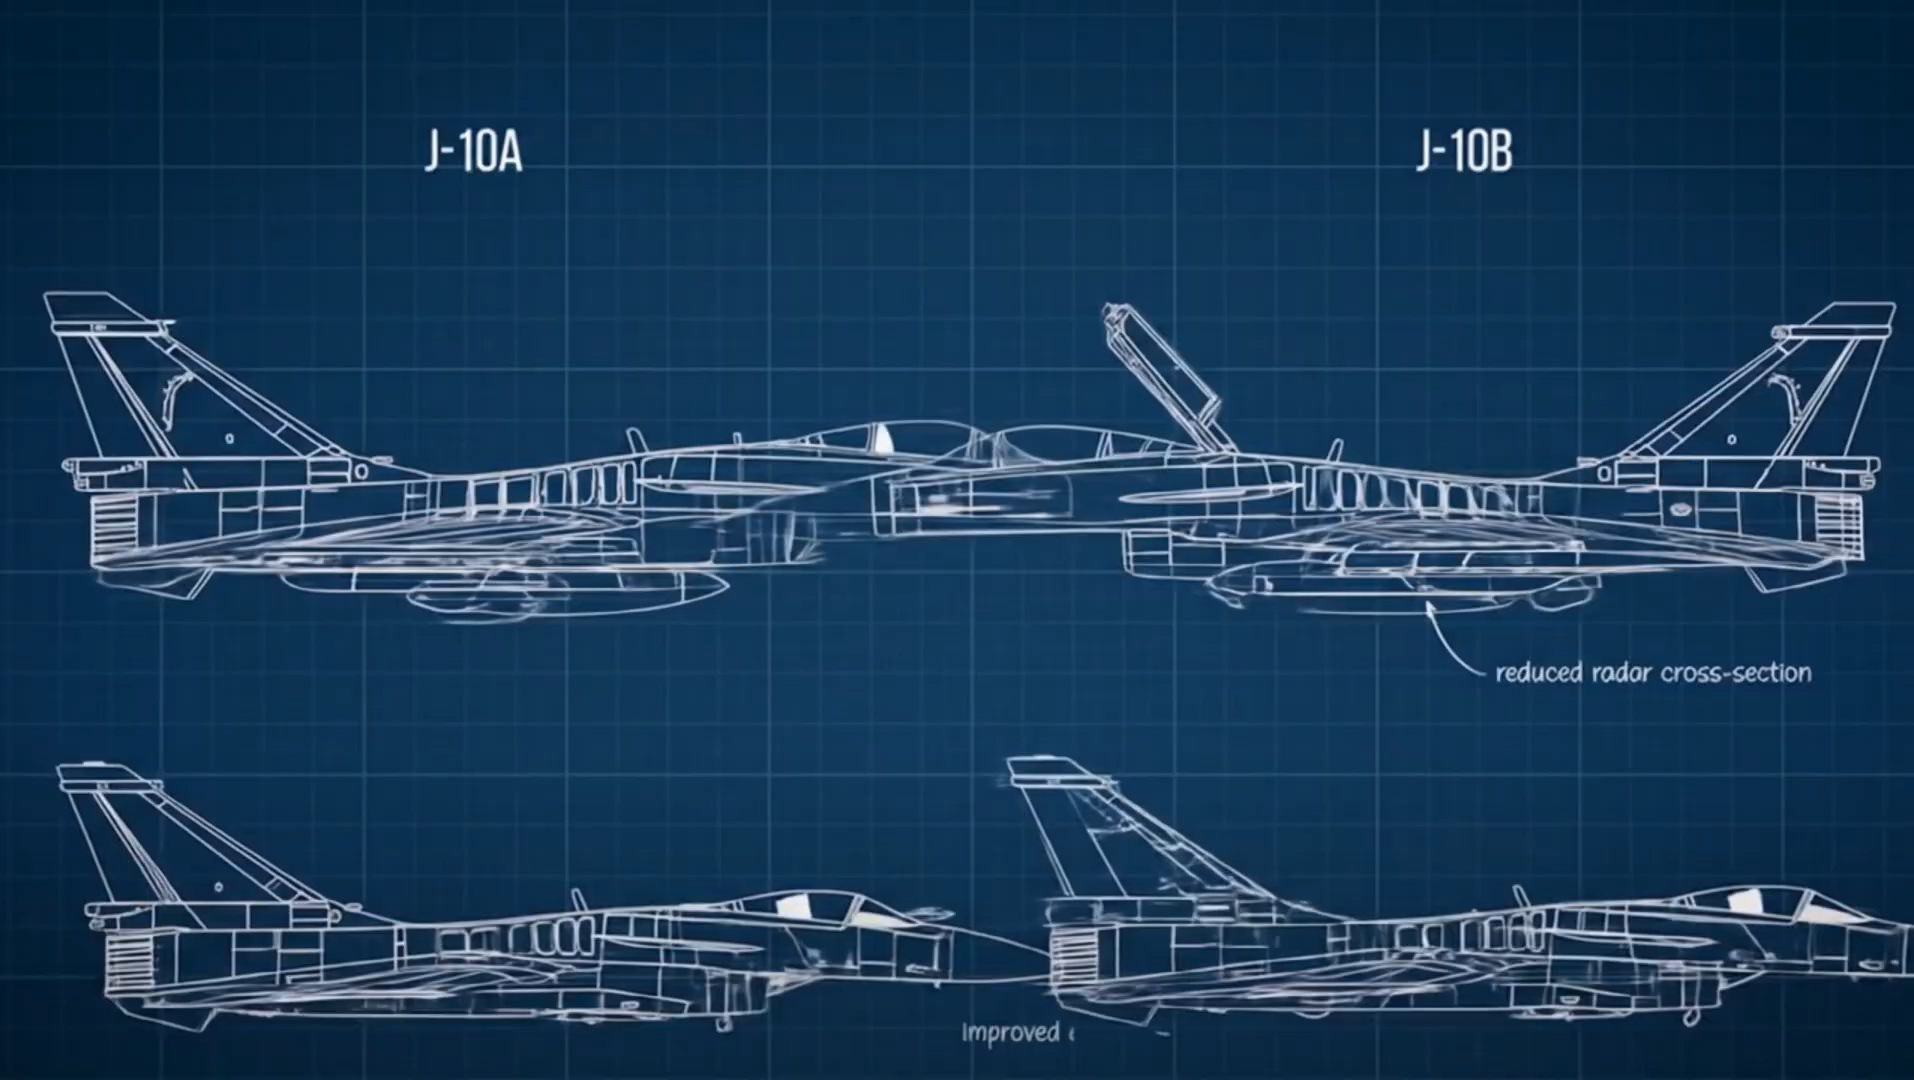 J-10A
J-10B
reduced radar cross-section
Improved